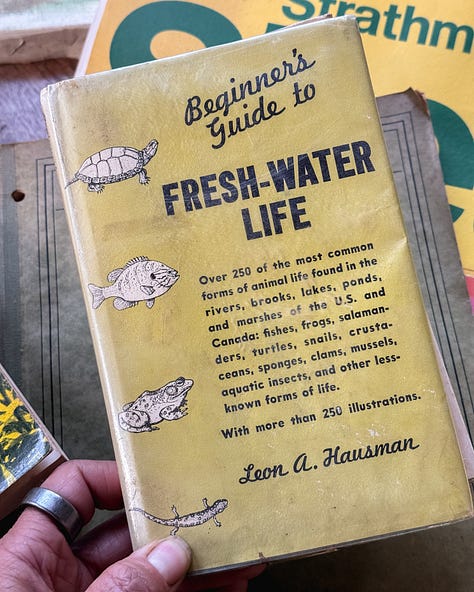 Strathm
Beginner's
Guide to
FRESH-WATER
LIFE
Over 250 of the most common
forms of animal life found in the
rivers, brooks, lakes, ponds,
and marshes of the U.S. and
Canada: fishes, frogs, salaman-
ders, turtles, snails, crusta-
ceans, sponges, clams, mussels,
aquatic insects, and other less-
known forms of life.
With more than 250 illustrations.
Leon A. Hausman